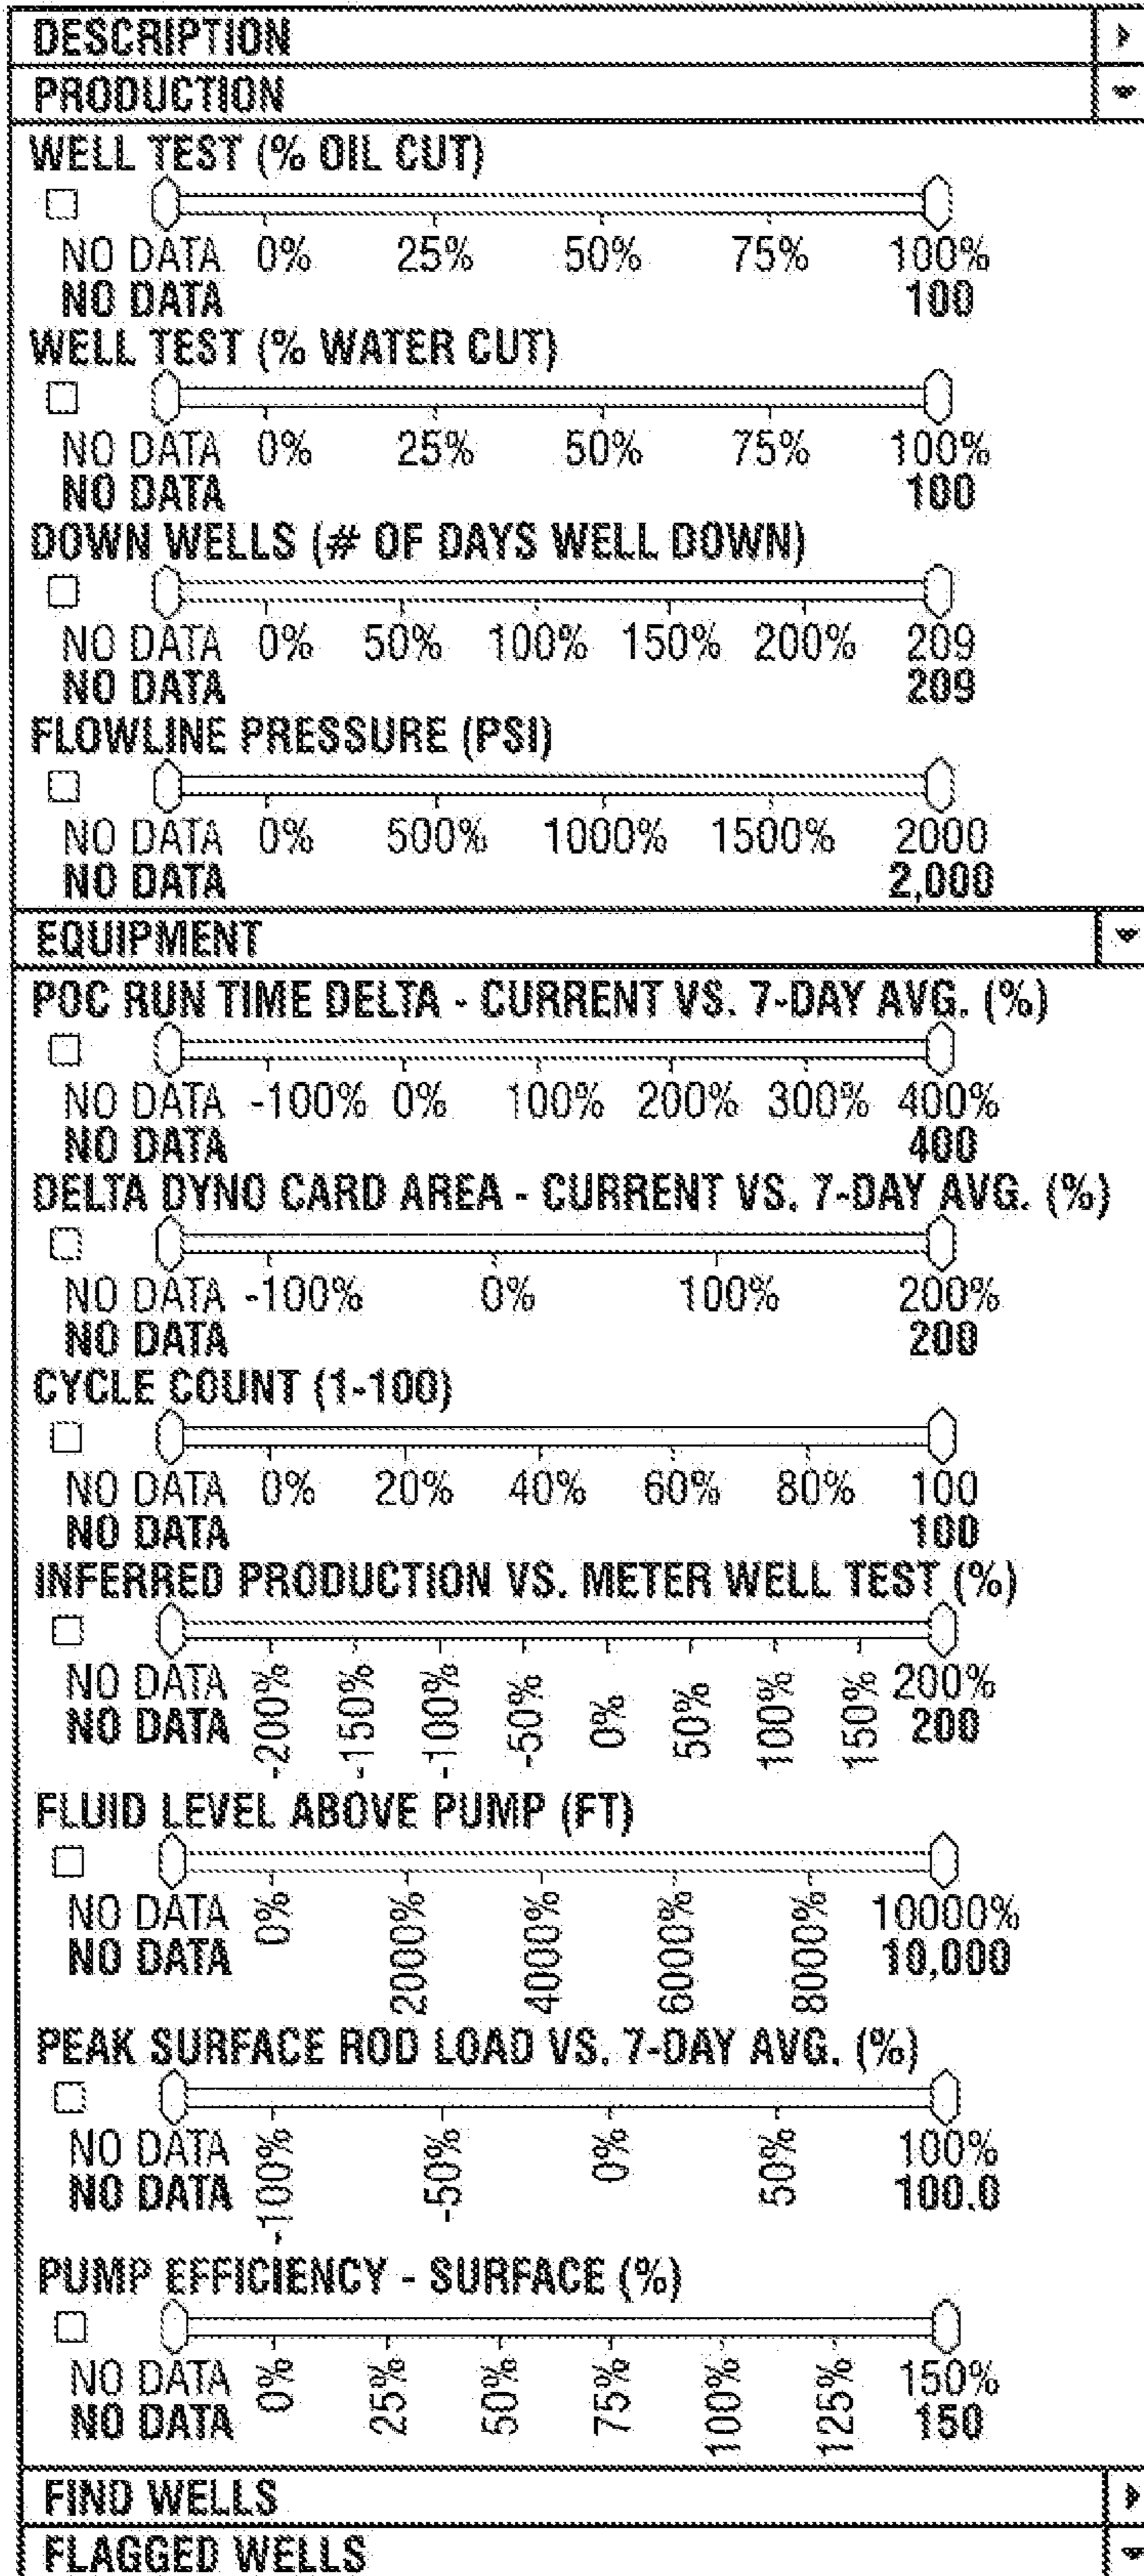 DESCRIPTION
PRODUCTION
WELL TEST (% OIL CUT)
NO DATA 0% 25% 50% 75% 100%
NO DATA 100
WELL TEST (% WATER CUT)
NO DATA 0% 25% 50% 75% 100%
NO DATA 100
DOWN WELLS (# OF DAYS WELL DOWN)
NO DATA 0% 50% 100% 150% 200% 209
NO DATA 209
FLOWLINE PRESSURE (PSI)
NO DATA 0% 500% 1000% 1500% 2000
NO DATA 2,000
EQUIPMENT
POC RUN TIME DELTA - CURRENT VS. 7-DAY AVG. (%)
NO DATA -100% 0% 100% 200% 300% 400%
NO DATA 400
DELTA DYNO CARD AREA - CURRENT VS. 7-DAY AVG. (%)
NO DATA -100% 0% 100% 200%
NO DATA 200
CYCLE COUNT (1-100)
NO DATA 0% 20% 40% 60% 80% 100
NO DATA 100
INFERRED PRODUCTION VS. METER WELL TEST (%)
NO DATA -200% -150% -100% -50% 0% 50% 100% 150% 200%
NO DATA 200
FLUID LEVEL ABOVE PUMP (FT)
NO DATA 0% 2000% 4000% 6000% 8000% 10000%
NO DATA 10,000
PEAK SURFACE ROD LOAD VS. 7-DAY AVG. (%)
NO DATA -100% -50% 0% 50% 100%
NO DATA 100.0
PUMP EFFICIENCY - SURFACE (%)
NO DATA 0% 25% 50% 75% 100% 125% 150%
NO DATA 150
FIND WELLS
FLAGGED WELLS